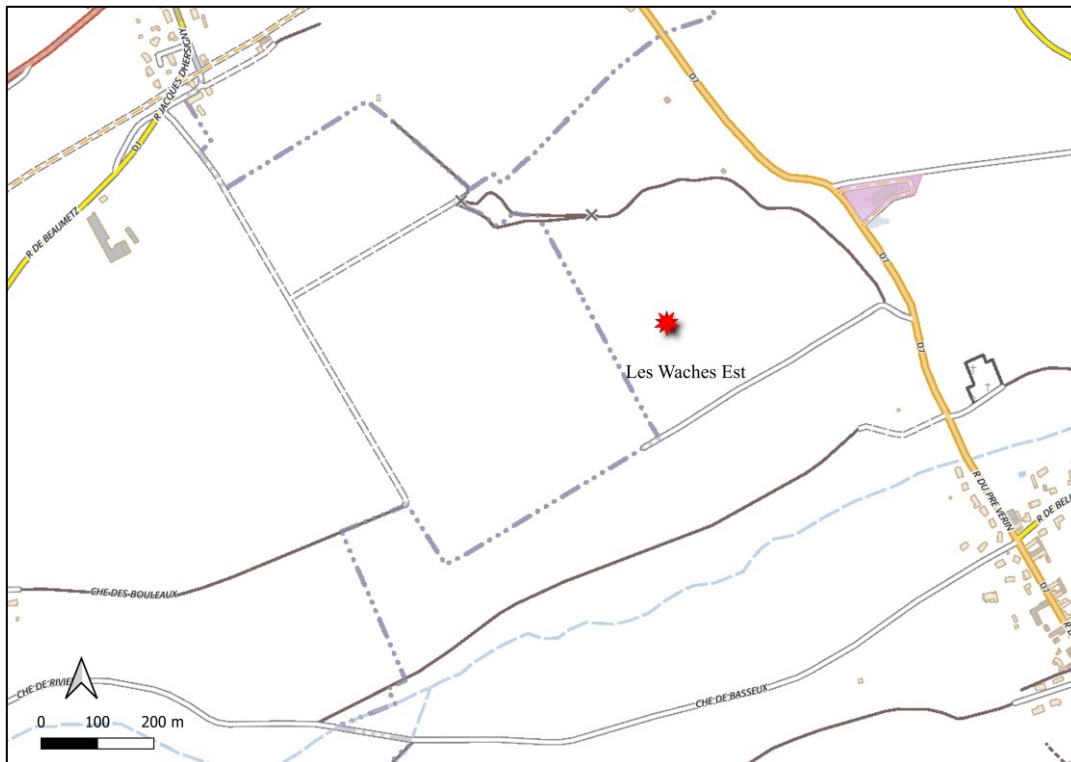 R JACQUES DHERSIGNY
D1
R DE BEAUMETZ
D7
D7
D7
Les Waches Est
R DU PRE VERIN
R DE BEL
D7
CHE-DES-BOULEAUX
CHE DE RIVIE
CHE DE BASSEUX
0 100 200 m